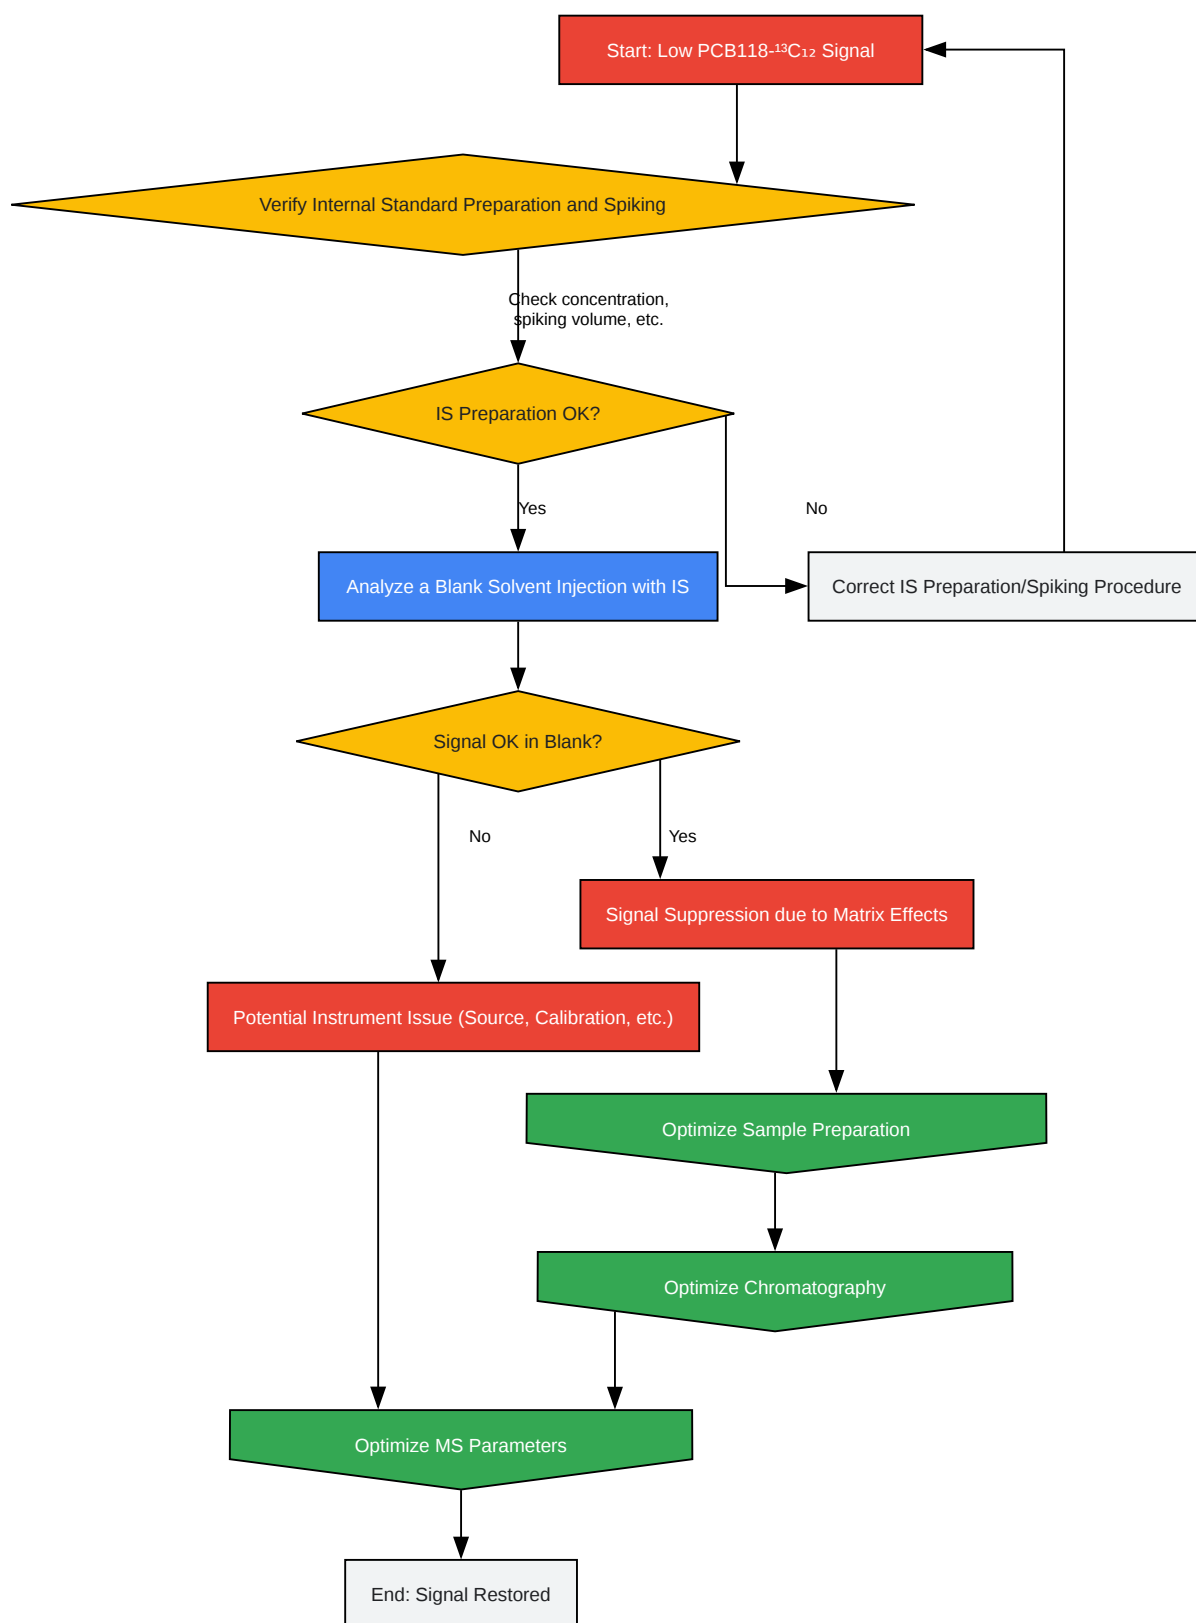 Start: Low PCB118-¹³C₁₂ Signal
Verify Internal Standard Preparation and Spiking
Check concentration,
spiking volume, etc.
IS Preparation OK?
Yes
No
Analyze a Blank Solvent Injection with IS
Correct IS Preparation/Spiking Procedure
Signal OK in Blank?
No
Yes
Signal Suppression due to Matrix Effects
Potential Instrument Issue (Source, Calibration, etc.)
Optimize Sample Preparation
Optimize Chromatography
Optimize MS Parameters
End: Signal Restored